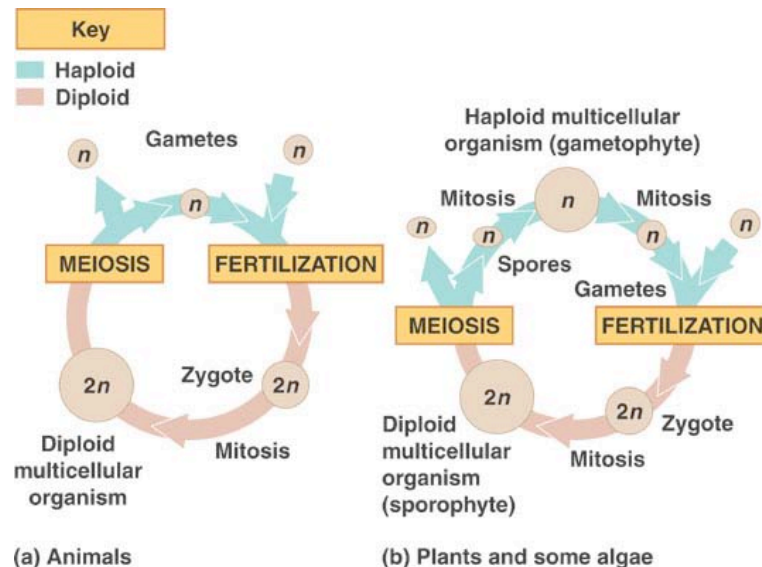 Key
Haploid
Diploid
Gametes
n
n
n
MEIOSIS
FERTILIZATION
2n
Zygote
2n
Diploid
multicellular
organism
Mitosis
(a) Animals
Haploid multicellular
organism (gametophyte)
Mitosis
n
Mitosis
n
n
n
n
Spores
Gametes
MEIOSIS
FERTILIZATION
2n
2n
Zygote
Diploid
multicellular
organism
(sporophyte)
Mitosis
(b) Plants and some algae